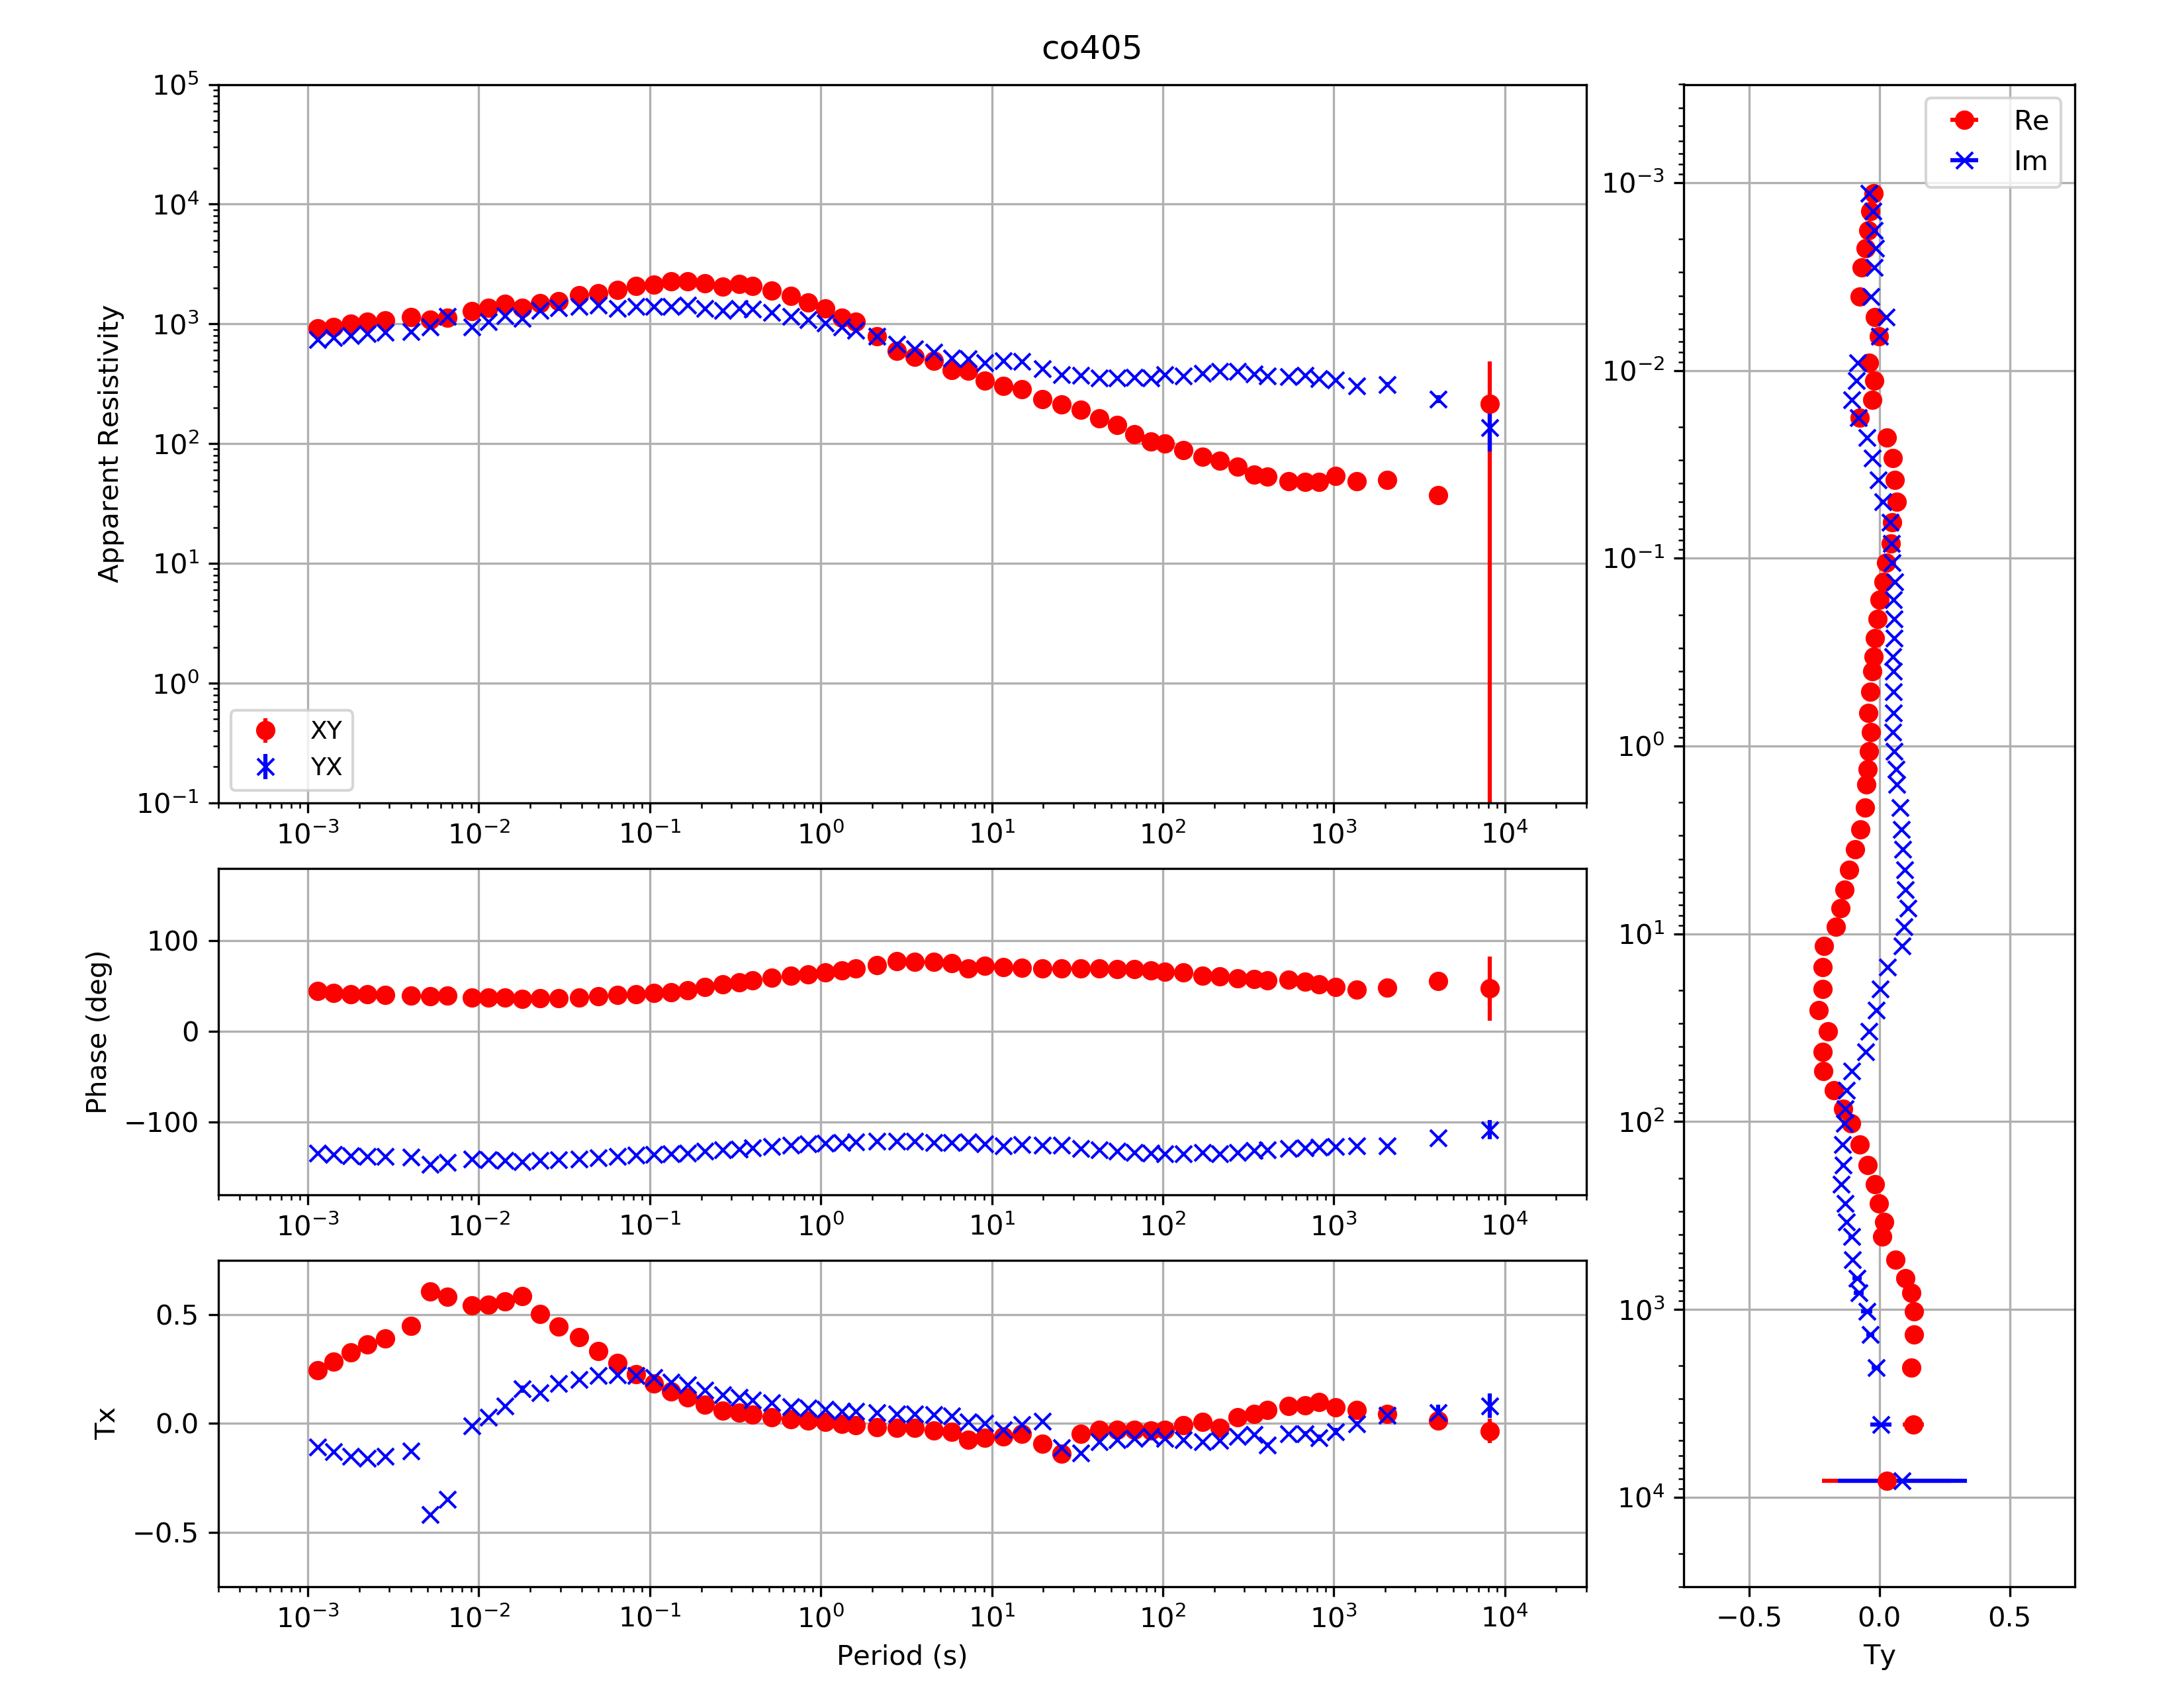 co405
10⁵
10⁴
10³
10²
10¹
10⁰
10⁻¹
Apparent Resistivity
XY
YX
10⁻³ 10⁻² 10⁻¹ 10⁰ 10¹ 10² 10³ 10⁴
100
0
−100
Phase (deg)
10⁻³ 10⁻² 10⁻¹ 10⁰ 10¹ 10² 10³ 10⁴
0.5
0.0
−0.5
Tx
10⁻³ 10⁻² 10⁻¹ 10⁰ 10¹ 10² 10³ 10⁴
Period (s)
Re
Im
10⁻³
10⁻²
10⁻¹
10⁰
10¹
10²
10³
10⁴
−0.5 0.0 0.5
Ty